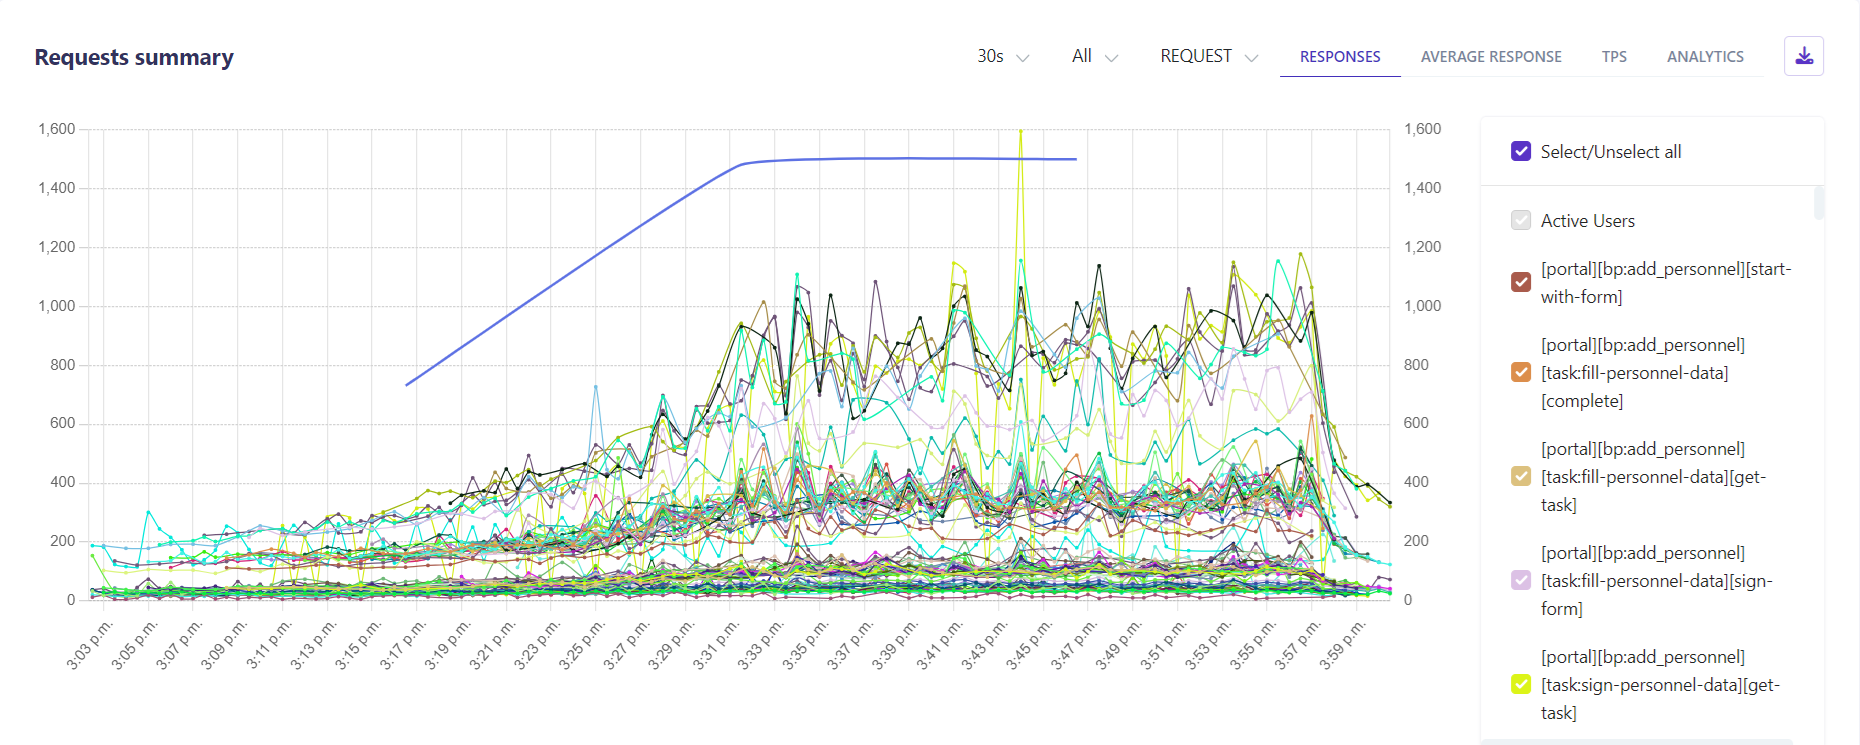 Requests summary
30s
All
REQUEST
RESPONSES
AVERAGE RESPONSE
TPS
ANALYTICS
1,600
1,400
1,200
1,000
800
600
400
200
0
1,600
1,400
1,200
1,000
800
600
400
200
0
3:03 p.m.
3:05 p.m.
3:07 p.m.
3:09 p.m.
3:11 p.m.
3:13 p.m.
3:15 p.m.
3:17 p.m.
3:19 p.m.
3:21 p.m.
3:23 p.m.
3:25 p.m.
3:27 p.m.
3:29 p.m.
3:31 p.m.
3:33 p.m.
3:35 p.m.
3:37 p.m.
3:39 p.m.
3:41 p.m.
3:43 p.m.
3:45 p.m.
3:47 p.m.
3:49 p.m.
3:51 p.m.
3:53 p.m.
3:55 p.m.
3:57 p.m.
3:59 p.m.
Select/Unselect all
Active Users
[portal][bp:add_personnel][start-
with-form]
[portal][bp:add_personnel]
[task:fill-personnel-data]
[complete]
[portal][bp:add_personnel]
[task:fill-personnel-data][get-
task]
[portal][bp:add_personnel]
[task:fill-personnel-data][sign-
form]
[portal][bp:add_personnel]
[task:sign-personnel-data][get-
task]